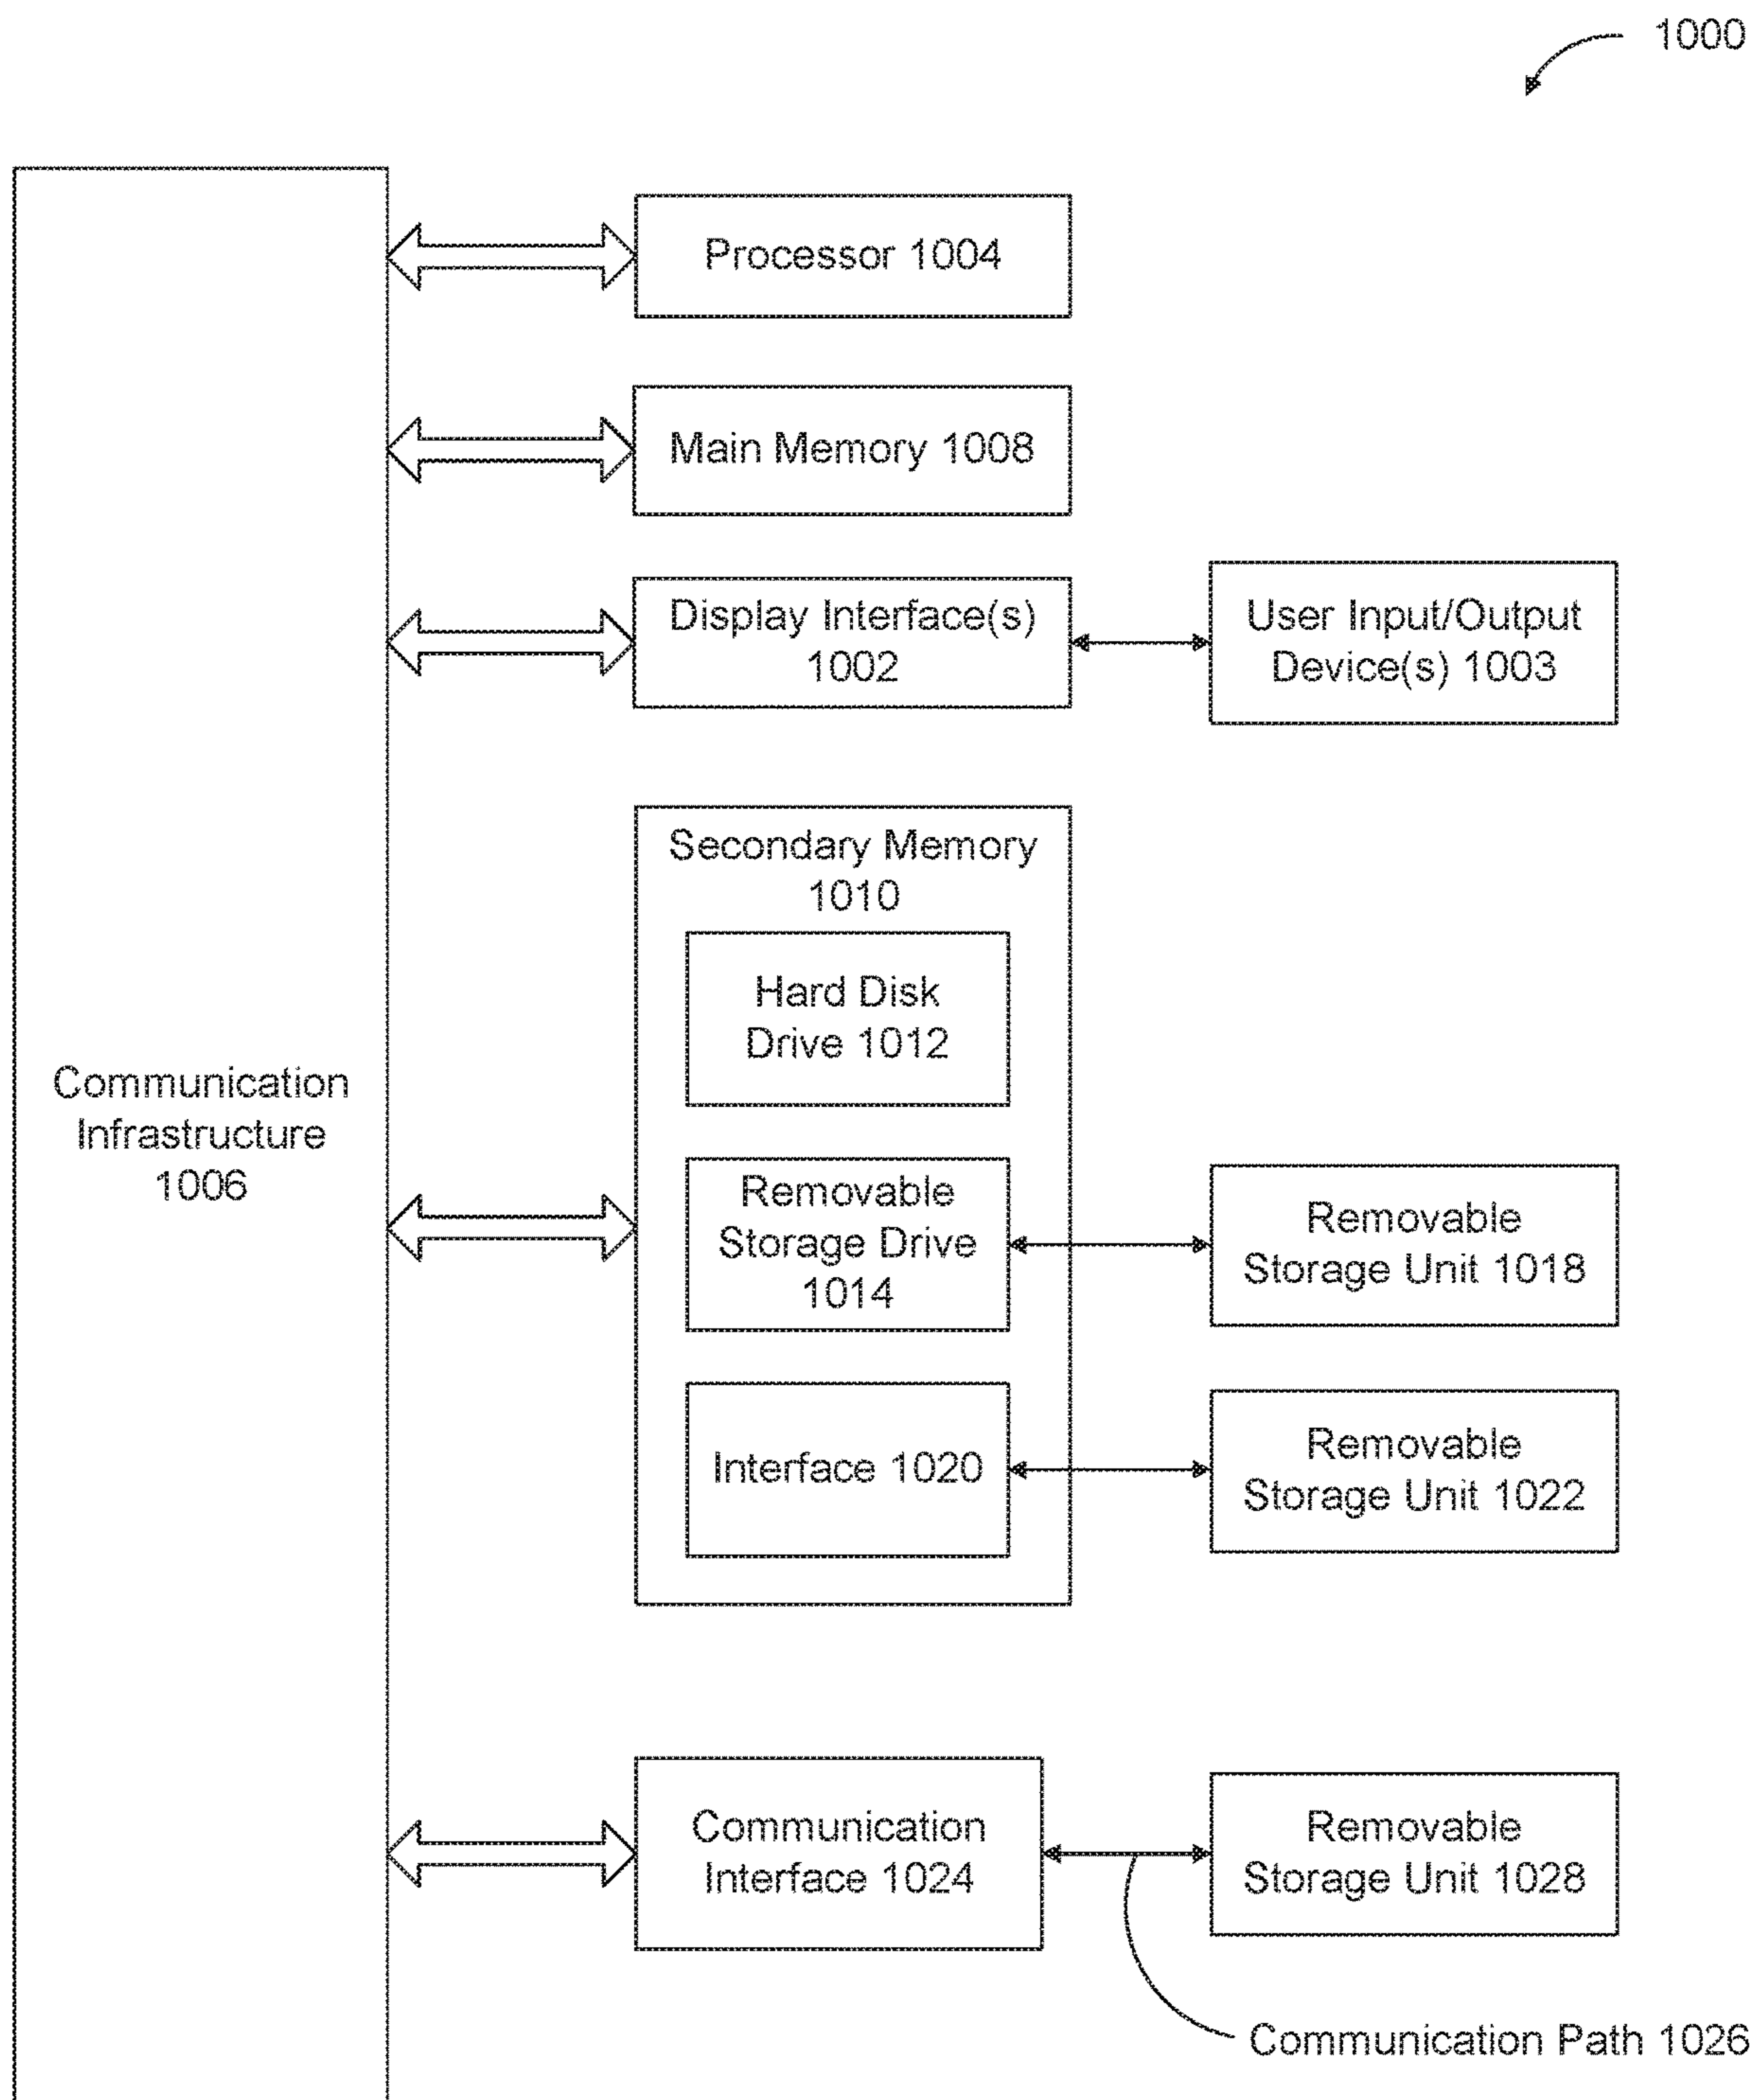 1000
Processor 1004
Main Memory 1008
Display Interface(s)
1002
User Input/Output
Device(s) 1003
Secondary Memory
1010
Hard Disk
Drive 1012
Communication
Infrastructure
1006
Removable
Storage Drive
1014
Removable
Storage Unit 1018
Interface 1020
Removable
Storage Unit 1022
Communication
Interface 1024
Removable
Storage Unit 1028
Communication Path 1026